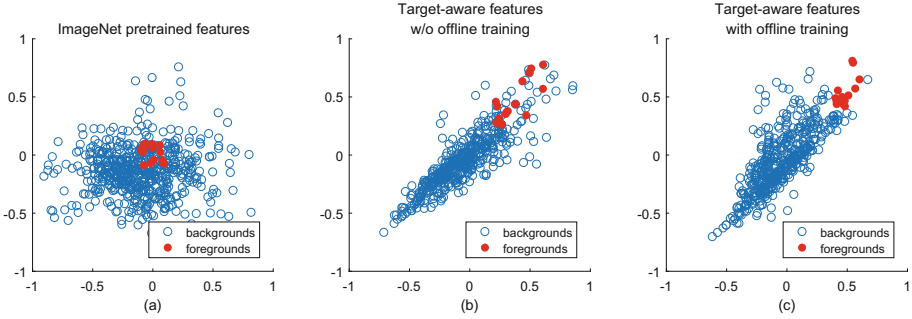 ImageNet pretrained features
1
0.5
0
-0.5
-1
-1
-0.5
0
0.5
1
backgrounds
foregrounds
(a)
Target-aware features
w/o offline training
1
0.5
0
-0.5
-1
-1
-0.5
0
0.5
1
backgrounds
foregrounds
(b)
Target-aware features
with offline training
1
0.5
0
-0.5
-1
-1
-0.5
0
0.5
1
backgrounds
foregrounds
(c)